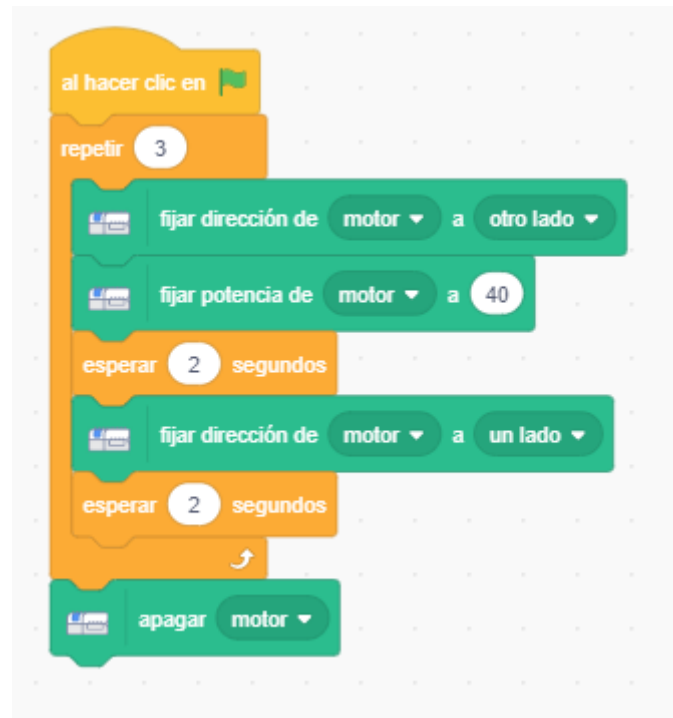 al hacer clic en
repetir 3
fijar dirección de motor a otro lado
fijar potencia de motor a 40
esperar 2 segundos
fijar dirección de motor a un lado
esperar 2 segundos
apagar motor